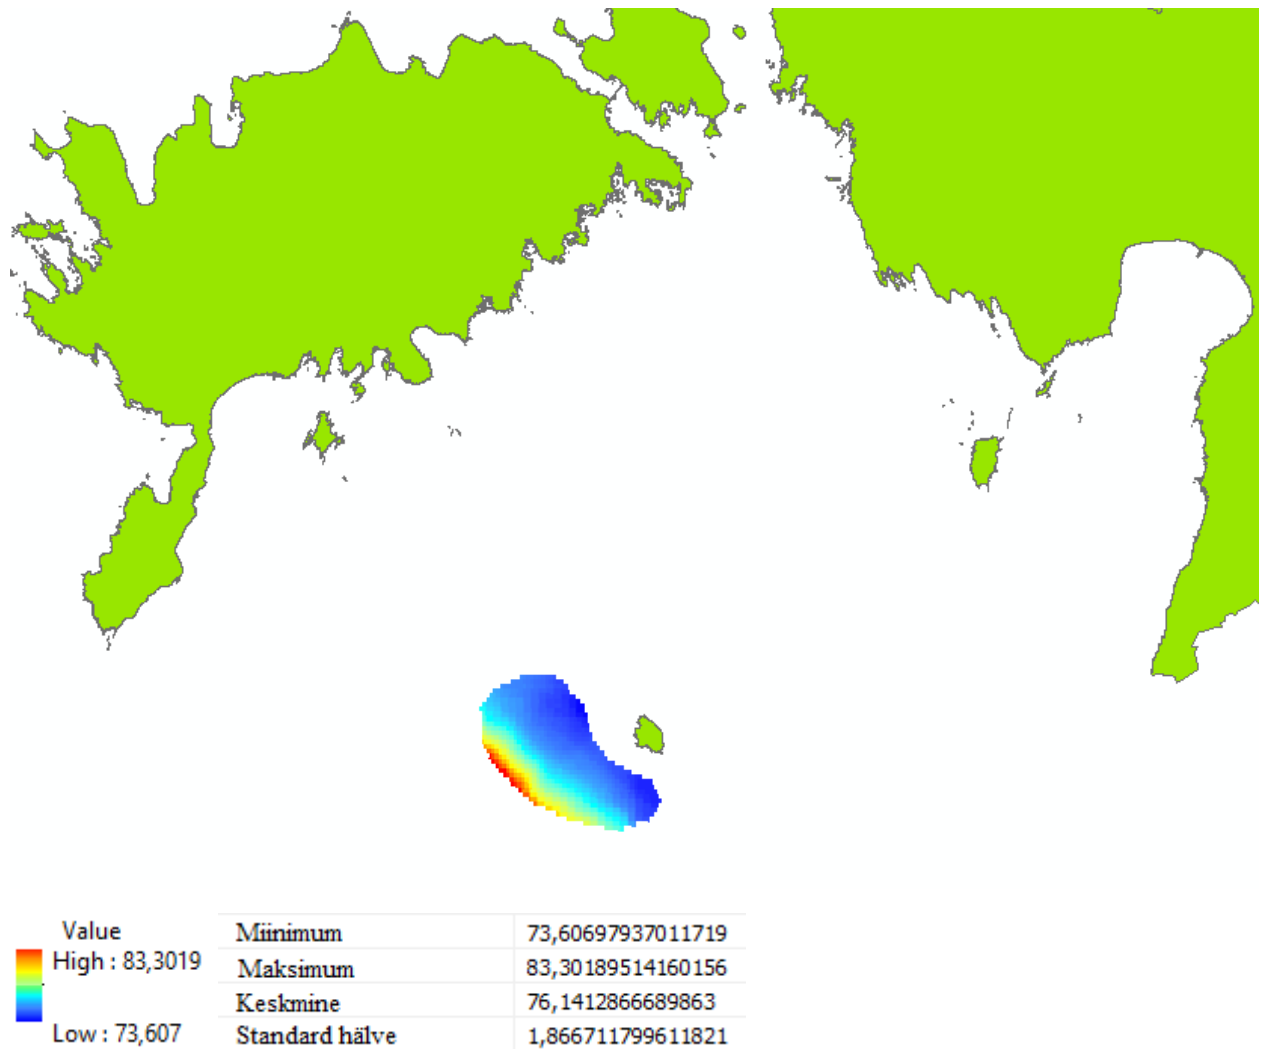 Value
High : 83,3019
Low : 73,607
Miinimum 73,60697937011719
Maksimum 83,30189514160156
Keskmine 76,1412866689863
Standard hälve 1,866711799611821